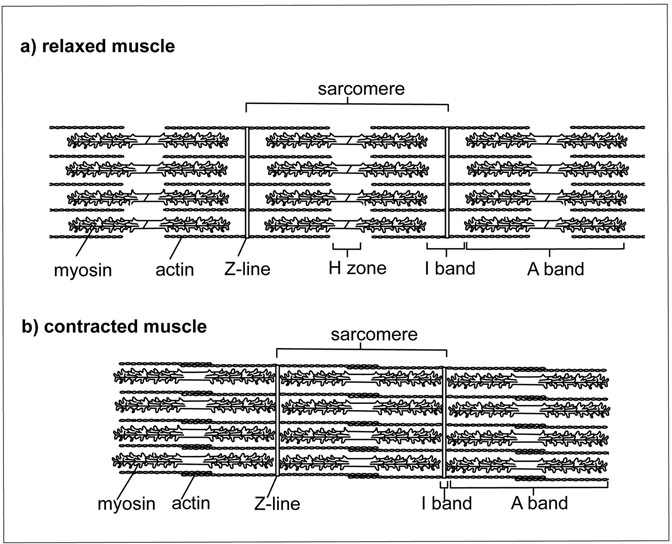 a) relaxed muscle
sarcomere
myosin actin Z-line H zone I band A band
b) contracted muscle
sarcomere
myosin actin Z-line I band A band